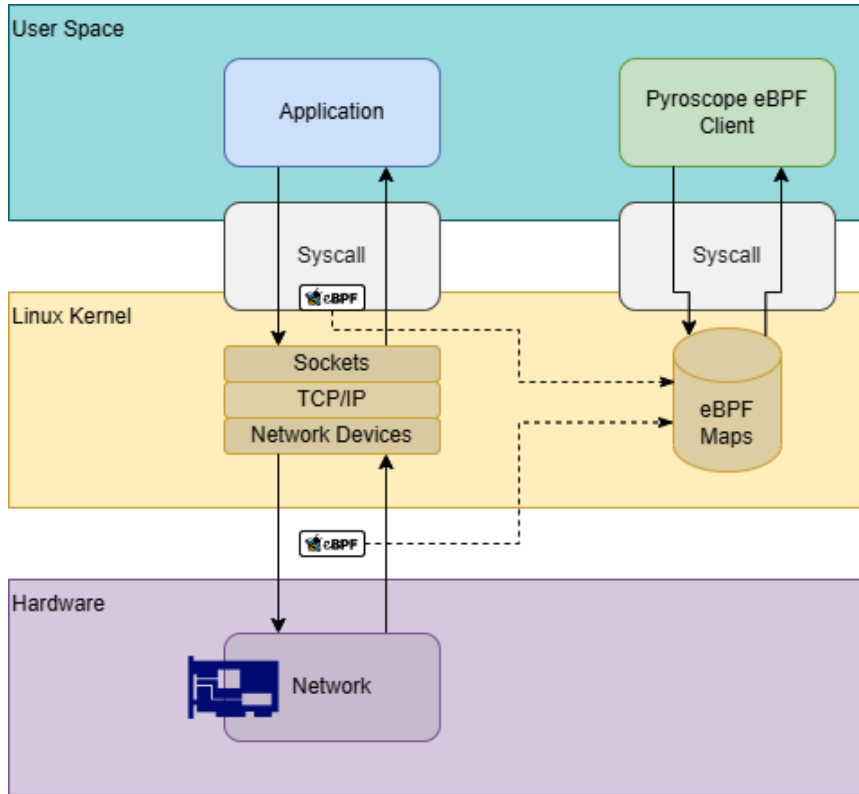 User Space
Application
Pyroscope eBPF
Client
Syscall
Syscall
eBPF
Linux Kernel
Sockets
TCP/IP
Network Devices
eBPF
Maps
eBPF
Hardware
Network